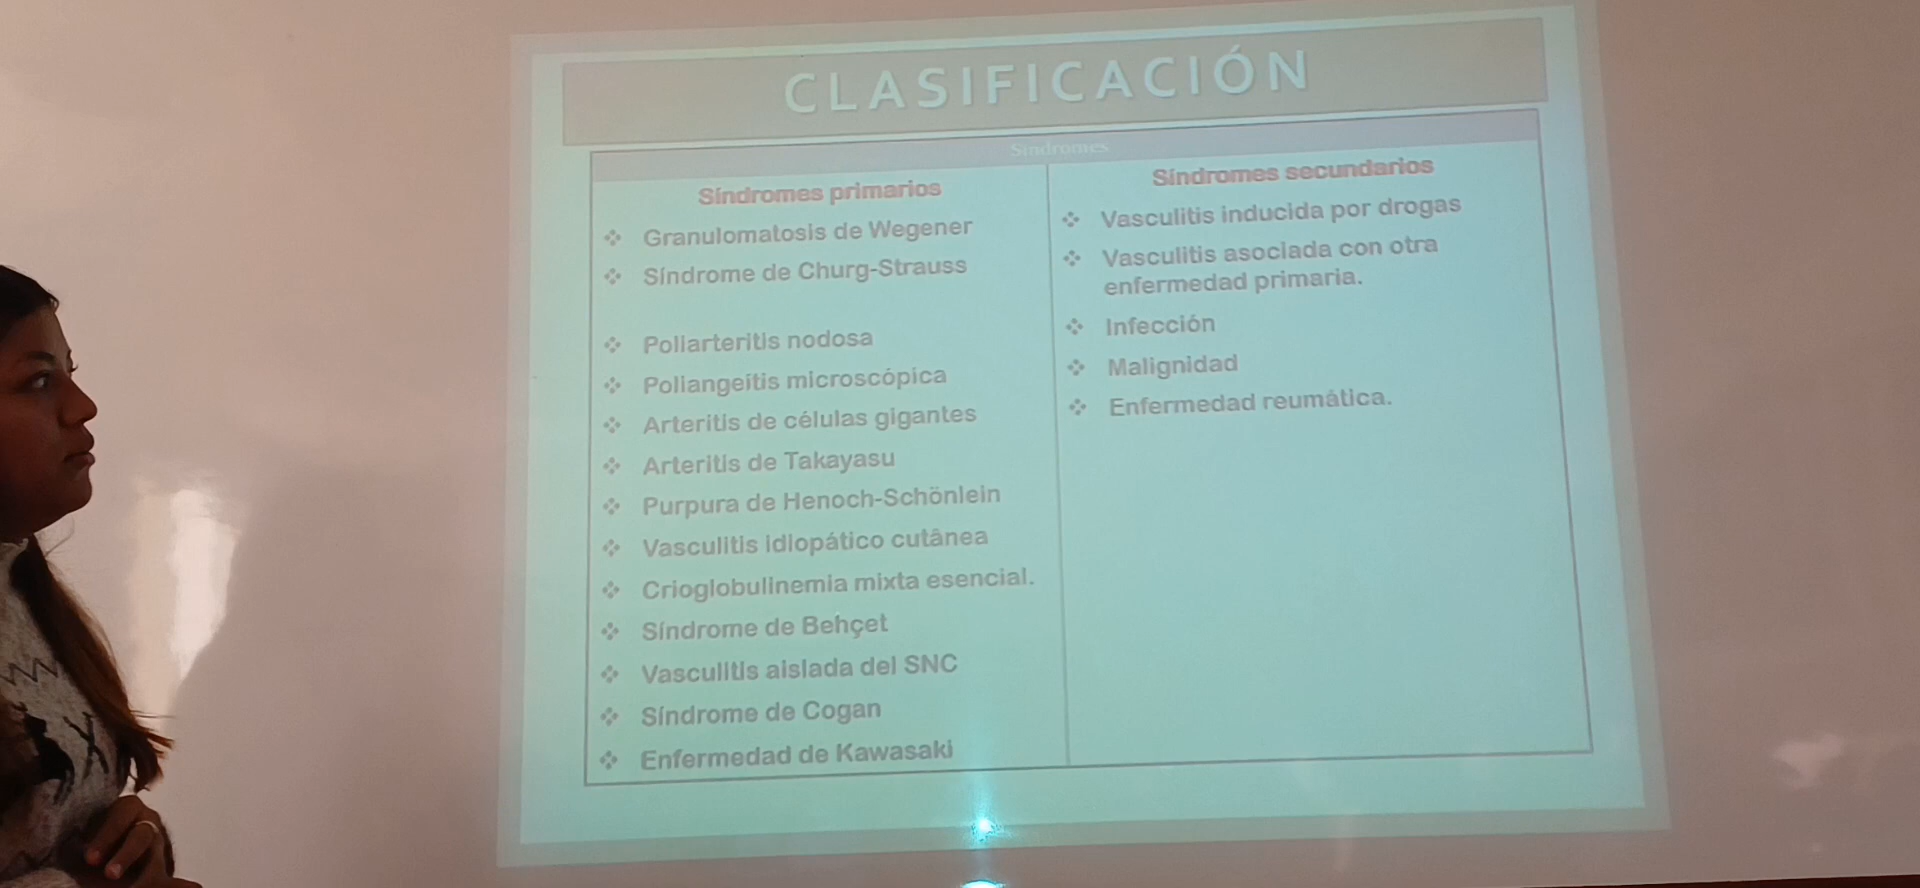 CLASIFICACIÓN
Síndromes
Síndromes primarios
Granulomatosis de Wegener
Síndrome de Churg-Strauss
Poliarteritis nodosa
Poliangeítis microscópica
Arteritis de células gigantes
Arteritis de Takayasu
Purpura de Henoch-Schönlein
Vasculitis idiopático cutânea
Crioglobulinemia mixta esencial.
Síndrome de Behçet
Vasculitis aislada del SNC
Síndrome de Cogan
Enfermedad de Kawasaki
Síndromes secundarios
Vasculitis inducida por drogas
Vasculitis asociada con otra
enfermedad primaria.
Infección
Malignidad
Enfermedad reumática.